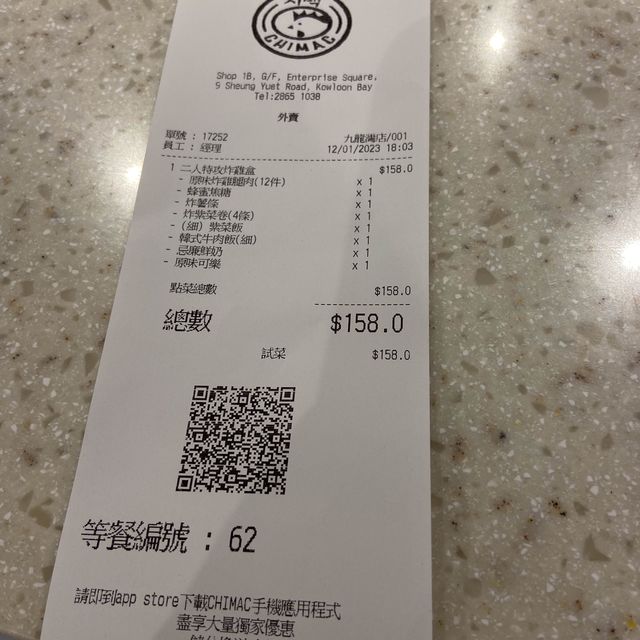 CHIMAC
Shop 1B, G/F, Enterprise Square,
9 Sheung Yuet Road, Kowloon Bay
Tel:2865 1038
外賣
單號 : 17252 九龍灣店/001
員工 : 經理 12/01/2023 18:03
1 二人特攻炸雞盒 $158.0
- 原味炸雞腿肉(12件) x 1
- 蜂蜜焦糖 x 1
- 炸薯條 x 1
- 炸紫菜卷(4條) x 1
- (細) 紫菜飯 x 1
- 韓式牛肉飯(細) x 1
- 忌廉鮮奶 x 1
- 原味可樂 x 1
點菜總數 $158.0
總數 $158.0
試菜 $158.0
等餐編號 : 62
請即到app store下載CHIMAC手機應用程式
盡享大量獨家優惠